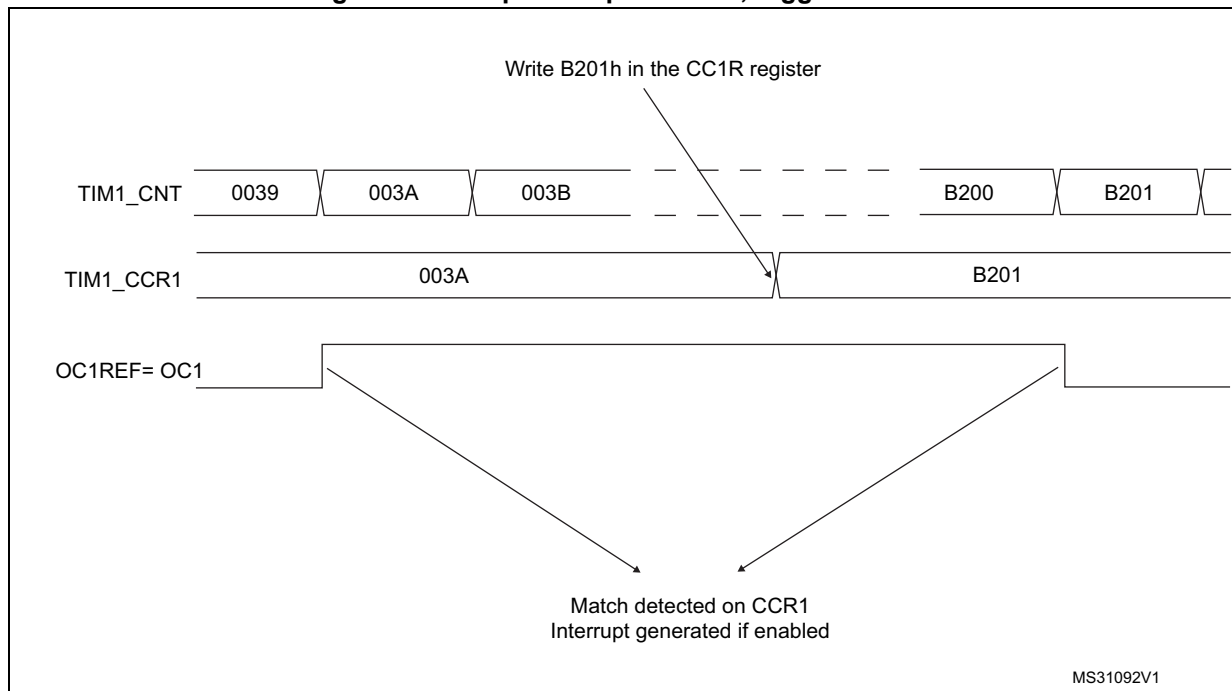 Write B201h in the CC1R register
TIM1_CNT 0039 003A 003B B200 B201
TIM1_CCR1 003A B201
OC1REF= OC1
Match detected on CCR1
Interrupt generated if enabled
MS31092V1